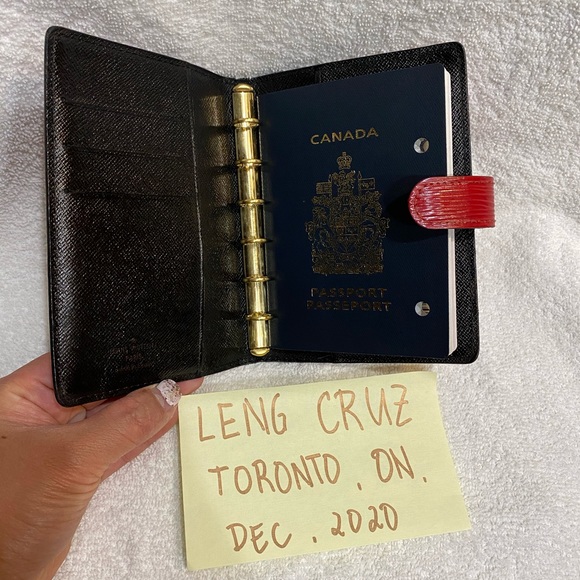 CANADA
PASSPORT
PASSEPORT
LENG CRUZ
TORONTO, ON.
DEC. 2020